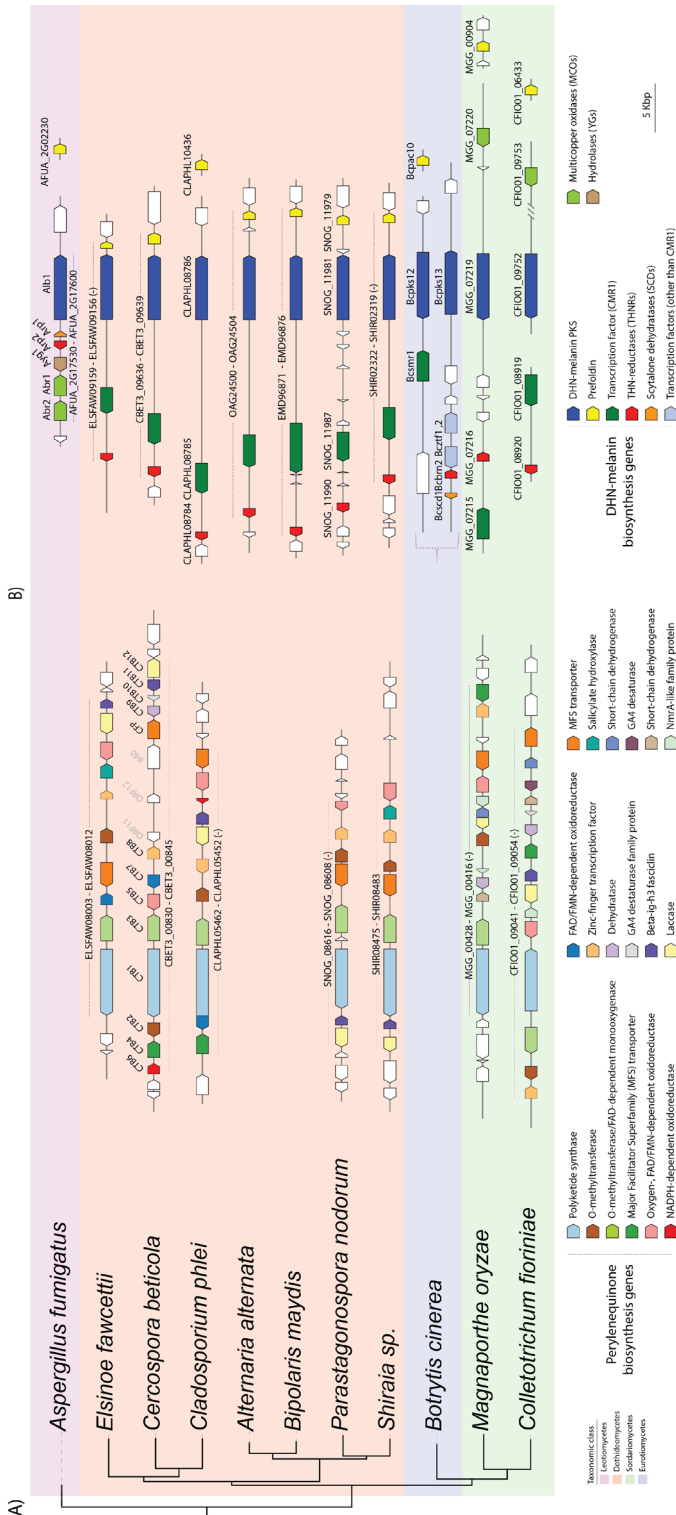 A)
B)
Aspergillus fumigatus
Abr2
Abr1
Ayg1
Arp2
Arp1
Alb1
AFUA_2G02230
AFUA_2G17530 - AFUA_2G17600
Elsinoe fawcettii
ELSFAW08003 - ELSFAW08012
ELSFAW09159 - ELSFAW09156 (-)
Cercospora beticola
CTB6
CTB4
CTB2
CTB1
CTB3
CTB5
CTB7
CTB8
ORF11
ORF12
840
CFP
CTB9
CTB10
CTB11
CTB12
CBET3_00830 - CBET3_00845
CBET3_09636 - CBET3_09639
Cladosporium phlei
CLAPHL05462 - CLAPHL05452 (-)
CLAPHL08784
CLAPHL08785
CLAPHL08786
CLAPHL10436
Alternaria alternata
OAG24500 - OAG24504
Bipolaris maydis
EMD96871 - EMD96876
Parastagonospora nodorum
SNOG_08616 - SNOG_08608 (-)
SNOG_11990
SNOG_11987
SNOG_11981
SNOG_11979
Shiraia sp.
SHIR08475 - SHIR08483
SHIR02322 - SHIR02319 (-)
Botrytis cinerea
Bcsmr1
Bcpks12
Bcpac10
Bcscd1
Bcbrn2
Bcztf1,2
Bcpks13
Magnaporthe oryzae
MGG_00428 - MGG_00416 (-)
MGG_07215
MGG_07216
MGG_07219
MGG_07220
MGG_00904
Colletotrichum fioriniae
CFIO01_09041 - CFIO01_09054 (-)
CFIO01_08920
CFIO01_08919
CFIO01_09752
CFIO01_09753
CFIO01_06433
5 Kbp
Taxonomic class
Leotiomycetes
Dothideomycetes
Sordariomycetes
Eurotiomycetes
Perylenequinone
biosynthesis genes
Polyketide synthase
O-methyltransferase
O-methyltransferase/FAD-dependent monooxygenase
Major Facilitator Superfamily (MFS) transporter
Oxygen-, FAD/FMN-dependent oxidoreductase
NADPH-dependent oxidoreductase
FAD/FMN-dependent oxidoreductase
Zinc-finger transcription factor
Dehydratase
GA4 destaturase family protein
Beta-ig-h3 fasciclin
Laccase
MFS transporter
Salicylate hydroxylase
Short-chain dehydrogenase
GA4 desaturase
Short-chain dehydrogenase
NmrA-like family protein
DHN-melanin
biosynthesis genes
DHN-melanin PKS
Prefoldin
Transcription factor (CMR1)
THN-reductases (THNRs)
Scytalone dehydratases (SCDs)
Transcription factors (other than CMR1)
Multicopper oxidases (MCOs)
Hydrolases (YGs)